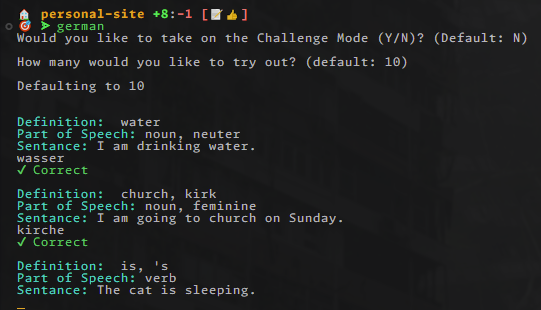 personal-site +8:-1 [📝👍]
german
Would you like to take on the Challenge Mode (Y/N)? (Default: N)
How many would you like to try out? (default: 10)
Defaulting to 10
Definition: water
Part of Speech: noun, neuter
Sentance: I am drinking water.
wasser
✓ Correct
Definition: church, kirk
Part of Speech: noun, feminine
Sentance: I am going to church on Sunday.
kirche
✓ Correct
Definition: is, 's
Part of Speech: verb
Sentance: The cat is sleeping.